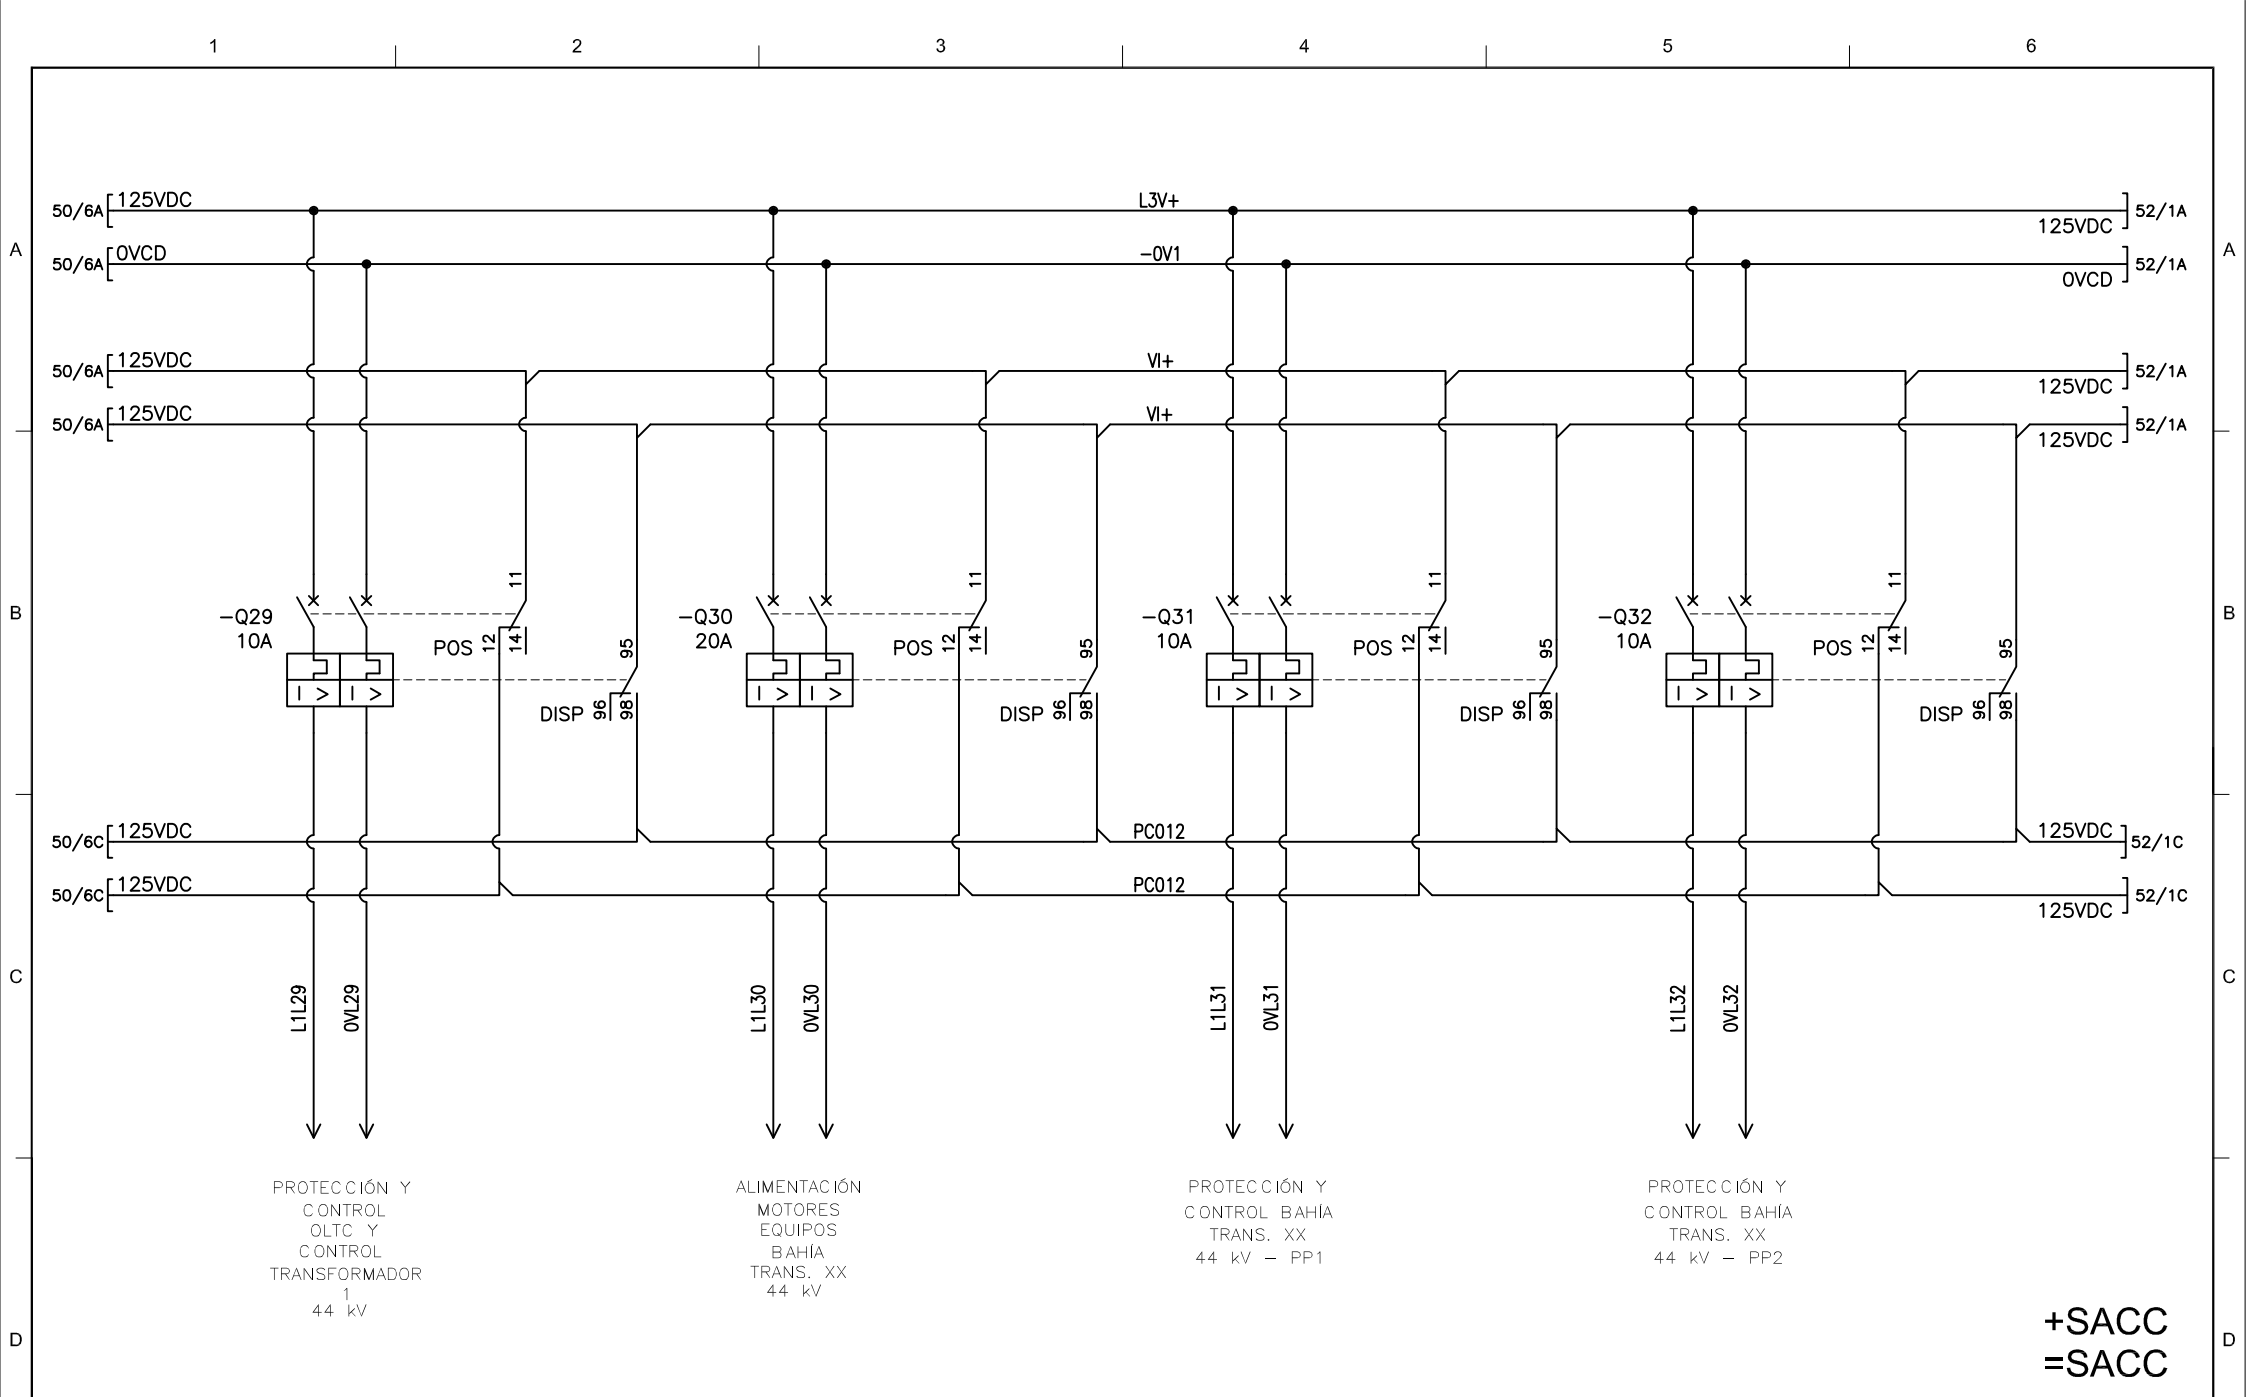 1 2 3 4 5 6
50/6A 125VDC L3V+ 125VDC 52/1A
A 50/6A 0VCD -0V1 0VCD 52/1A A
50/6A 125VDC VI+ 125VDC 52/1A
50/6A 125VDC VI+ 125VDC 52/1A
B B
-Q29
10A
POS 11 12 14
DISP 95 96 98
-Q30
20A
POS 11 12 14
DISP 95 96 98
-Q31
10A
POS 11 12 14
DISP 95 96 98
-Q32
10A
POS 11 12 14
DISP 95 96 98
I > I > I > I > I > I > I > I >
50/6C 125VDC PC012 125VDC 52/1C
50/6C 125VDC PC012 125VDC 52/1C
C C
L1L29 0VL29 L1L30 0VL30 L1L31 0VL31 L1L32 0VL32
PROTECCIÓN Y
CONTROL
OLTC Y
CONTROL
TRANSFORMADOR
1
44 kV
ALIMENTACIÓN
MOTORES
EQUIPOS
BAHÍA
TRANS. XX
44 kV
PROTECCIÓN Y
CONTROL BAHÍA
TRANS. XX
44 kV - PP1
PROTECCIÓN Y
CONTROL BAHÍA
TRANS. XX
44 kV - PP2
D D
+SACC
=SACC